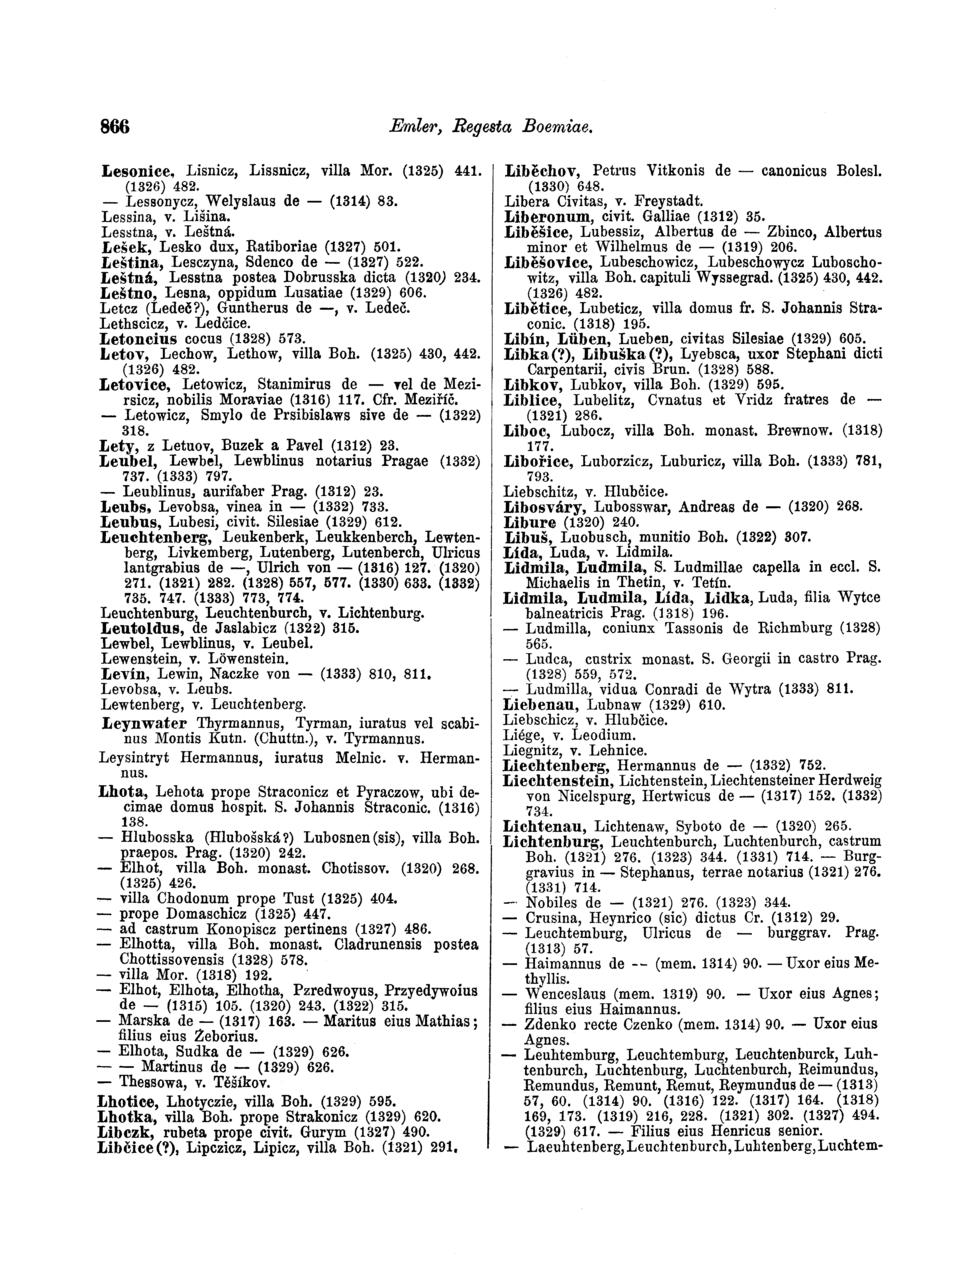 866
Emler, Regesta Boemiae.
Lesonice, Lisnicz, Lissnicz, villa Mor. (1325) 441.
(1326) 482.
— Lessonycz, Welyslaus de — (1314) 83.
Lessina, v. Lišina.
Lesstna, v. Leštná.
Lešek, Lesko dux, Ratiboriae (1327) 501.
Leština, Lesczyna, Sdenco de — (1327) 522.
Leštná, Lesstna postea Dobrusska dicta (1320) 234.
Leštno, Lesna, oppidum Lusatiae (1329) 606.
Letcz (Ledeč?), Guntherus de —, v. Ledeč.
Lethscicz, v. Ledčice.
Letoncius cocus (1328) 573.
Letov, Lechow, Lethow, villa Boh. (1325) 430, 442.
(1326) 482.
Letovice, Letowicz, Stanimirus de — vel de Mezi-
rsicz, nobilis Moraviae (1316) 117. Cfr. Meziříč.
— Letowicz, Smylo de Prsibislaws sive de — (1322)
318.
Lety, z Letuov, Buzek a Pavel (1312) 23.
Leubel, Lewbel, Lewblinus notarius Pragae (1332)
737. (1333) 797.
— Leublinus, aurifaber Prag. (1312) 23.
Leubs, Levobsa, vinea in — (1332) 733.
Leubus, Lubesi, civit. Silesiae (1329) 612.
Leuchtenberg, Leukenberk, Leukkenberch, Lewten-
berg, Livkemberg, Lutenberg, Lutenberch, Ulricus
lantgrabius de —, Ulrich von — (1316) 127. (1320)
271. (1321) 282. (1328) 557, 577. (1330) 633. (1332)
735. 747. (1333) 773, 774.
Leuchtenburg, Leuchtenburch, v. Lichtenburg.
Leutoldus, de Jaslabicz (1322) 315.
Lewbel, Lewblinus, v. Leubel.
Lewenstein, v. Löwenstein.
Levín, Lewin, Naczke von — (1333) 810, 811.
Levobsa, v. Leubs.
Lewtenberg, v. Leuchtenberg.
Leynwater Thyrmannus, Tyrman, iuratus vel scabi-
nus Montis Kutn. (Chuttn.), v. Tyrmannus.
Leysintryt Hermannus, iuratus Melnic. v. Herman-
nus.
Lhota, Lehota prope Straconicz et Pyraczow, ubi de-
cimae domus hospit. S. Johannis Straconic. (1316)
138.
— Hlubosska (Hlubošská?) Lubosnen(sis), villa Boh.
praepos. Prag. (1320) 242.
— Elhot, villa Boh. monast. Chotissov. (1320) 268.
(1325) 426.
— villa Chodonum prope Tust (1325) 404.
— prope Domaschicz (1325) 447.
— ad castrum Konopiscz pertinens (1327) 486.
— Elhotta, villa Boh. monast. Cladrunensis postea
Chottissovensis (1328) 578.
— villa Mor. (1318) 192.
— Elhot, Elhota, Elhotha, Pzredwoyus, Przyedywoius
de — (1315) 105. (1320) 243. (1322) 315.
— Marska de — (1317) 163. — Maritus eius Mathias;
filius eius Žeborius.
— Elhota, Sudka de — (1329) 626.
— — Martinus de — (1329) 626.
— Thessowa, v. Těšíkov.
Lhotice, Lhotyczie, villa Boh. (1329) 595.
Lhotka, villa Boh. prope Strakonicz (1329) 620.
Libczk, rubeta prope civit. Gurym (1327) 490.
Libčice(?), Lipczicz, Lipicz, villa Boh. (1321) 291.
Liběchov, Petrus Vitkonis de — canonicus Bolesl.
(1330) 648.
Libera Civitas, v. Freystadt.
Liberonum, civit. Galliae (1312) 35.
Liběšice, Lubessiz, Albertus de — Zbinco, Albertus
minor et Wilhelmus de — (1319) 206.
Liběšovice, Lubeschowicz, Lubeschowycz Luboscho-
witz, villa Boh. capituli Wyssegrad. (1325) 430, 442.
(1326) 482.
Libětice, Lubeticz, villa domus fr. S. Johannis Stra-
conic. (1318) 195.
Libín, Lüben, Lueben, civitas Silesiae (1329) 605.
Libka(?), Libuška(?), Lyebsca, uxor Stephani dicti
Carpentarii, civis Brun. (1328) 588.
Libkov, Lubkov, villa Boh. (1329) 595.
Liblice, Lubelitz, Cvnatus et Vridz fratres de —
(1321) 286.
Liboc, Lubocz, villa Boh. monast. Brewnow. (1318)
177.
Libořice, Luborzicz, Luburicz, villa Boh. (1333) 781,
793.
Liebschitz, v. Hlubčice.
Libosváry, Lubosswar, Andreas de — (1320) 268.
Libure (1320) 240.
Libuš, Luobusch, munitio Boh. (1322) 307.
Lída, Luda, v. Lidmila.
Lidmila, Ludmila, S. Ludmillae capella in eccl. S.
Michaelis in Thetin, v. Tetín.
Lidmila, Ludmila, Lída, Lidka, Luda, filia Wytce
balneatricis Prag. (1318) 196.
— Ludmilla, coniunx Tassonis de Richmburg (1328)
565.
— Ludca, custrix monast. S. Georgii in castro Prag.
(1328) 559, 572.
— Ludmilla, vidua Conradi de Wytra (1333) 811.
Liebenau, Lubnaw (1329) 610.
Liebschicz, v. Hlubčice.
Liége, v. Leodium.
Liegnitz, v. Lehnice.
Liechtenberg, Hermannus de — (1332) 752.
Liechtenstein, Lichtenstein, Liechtensteiner Herdweig
von Nicelspurg, Hertwicus de — (1317) 152. (1332)
734.
Lichtenau, Lichtenaw, Syboto de — (1320) 265.
Lichtenburg, Leuchtenburch, Luchtenburch, castrum
Boh. (1321) 276. (1323) 344. (1331) 714. — Burg-
gravius in — Stephanus, terrae notarius (1321) 276.
(1331) 714.
— Nobiles de — (1321) 276. (1323) 344.
— Crusina, Heynrico (sic) dictus Cr. (1312) 29.
— Leuchtemburg, Ulricus de — burggrav. Prag.
(1313) 57.
— Haimannus de -- (mem. 1314) 90. — Uxor eius Me-
thyllis.
— Wenceslaus (mem. 1319) 90. — Uxor eius Agnes;
filius eius Haimannus.
— Zdenko recte Czenko (mem. 1314) 90. — Uxor eius
Agnes.
— Leuhtemburg, Leuchtemburg, Leuchtenburck, Luh-
tenburch, Luchtenburg, Luchtenburch, Reimundus,
Remundus, Remunt, Remut, Reymundus de — (1313)
57, 60. (1314) 90. (1316) 122. (1317) 164. (1318)
169, 173. (1319) 216, 228. (1321) 302. (1327) 494.
(1329) 617. — Filius eius Henricus senior.
— Laeuhtenberg, Leuchtenburch, Luhtenberg, Luchtem-